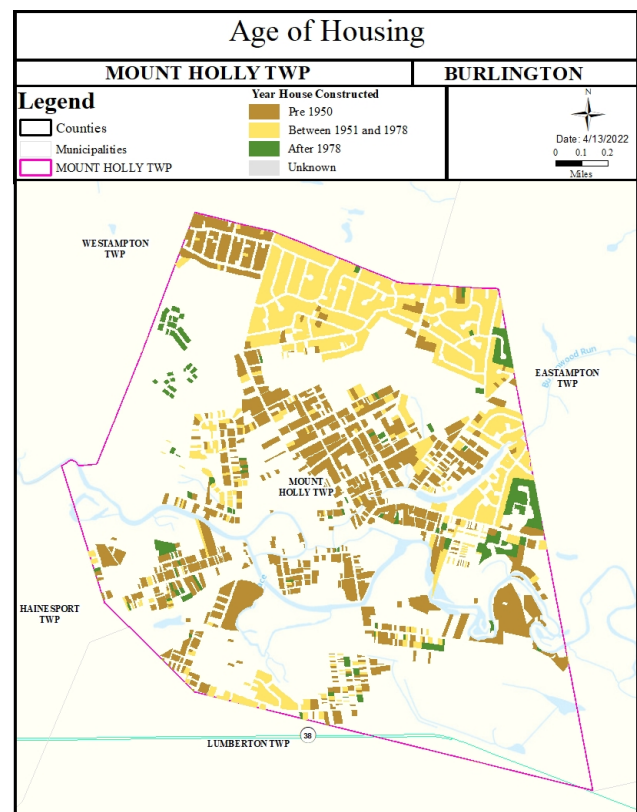 Age of Housing
MOUNT HOLLY TWP
BURLINGTON
Legend
Counties
Municipalities
MOUNT HOLLY TWP
Year House Constructed
Pre 1950
Between 1951 and 1978
After 1978
Unknown
N
Date: 4/13/2022
0 0.1 0.2
Miles
WESTAMPTON
TWP
EASTAMPTON
TWP
Run
MOUNT
HOLLY TWP
HAINESPORT
TWP
38
LUMBERTON TWP